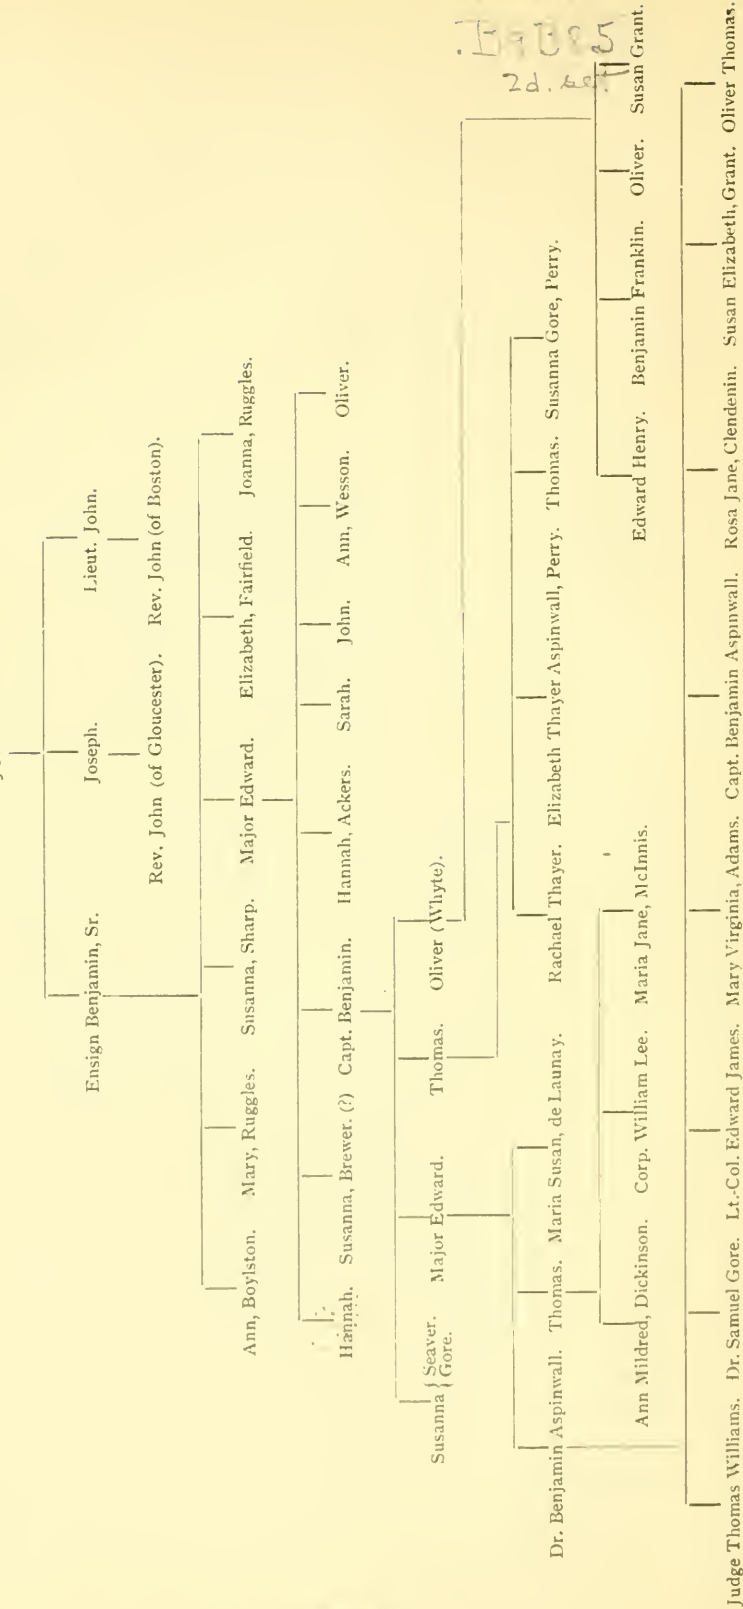 Ensign Benjamin, Sr. Joseph. Lieut. John.
Rev. John (of Gloucester). Rev. John (of Boston).
Ann, Boylston. Mary, Ruggles. Susanna, Sharp. Major Edward. Elizabeth, Fairfield. Joanna, Ruggles.
Hannah. Susanna, Brewer. (?) Capt. Benjamin. Hannah, Ackers. Sarah. John. Ann, Wesson. Oliver.
Susanna { Seaver. Major Edward. Thomas. Oliver (Whyte).
Gore.
2d.
Dr. Benjamin Aspinwall. Thomas. Maria Susan, de Launay. Rachael Thayer. Elizabeth Thayer Aspinwall, Perry. Thomas. Susanna Gore, Perry.
Ann Mildred, Dickinson. Corp. William Lee. Maria Jane, McInnis. Edward Henry. Benjamin Franklin. Oliver. Susan Grant.
Judge Thomas Williams. Dr. Samuel Gore. Lt.-Col. Edward James. Mary Virginia, Adams. Capt. Benjamin Aspinwall. Rosa Jane, Clendenin. Susan Elizabeth, Grant. Oliver Thomas.